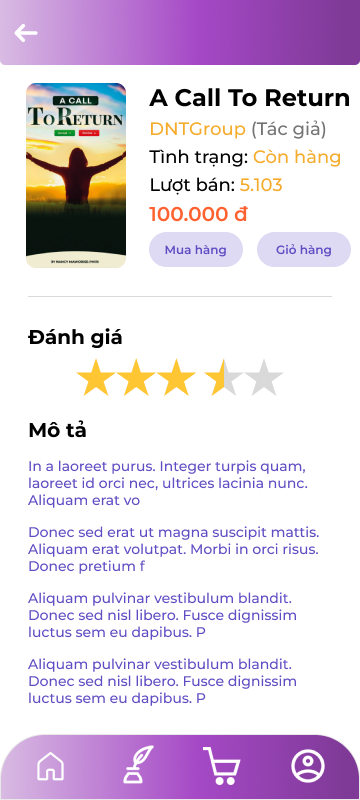 A CALL
TO RETURN
A Call To Return
DNTGroup (Tác giả)
Tình trạng: Còn hàng
Lượt bán: 5.103
100.000 đ
Mua hàng
Giỏ hàng
Đánh giá
Mô tả
In a laoreet purus. Integer turpis quam,
laoreet id orci nec, ultrices lacinia nunc.
Aliquam erat vo
Donec sed erat ut magna suscipit mattis.
Aliquam erat volutpat. Morbi in orci risus.
Donec pretium f
Aliquam pulvinar vestibulum blandit.
Donec sed nisl libero. Fusce dignissim
luctus sem eu dapibus. P
Aliquam pulvinar vestibulum blandit.
Donec sed nisl libero. Fusce dignissim
luctus sem eu dapibus. P